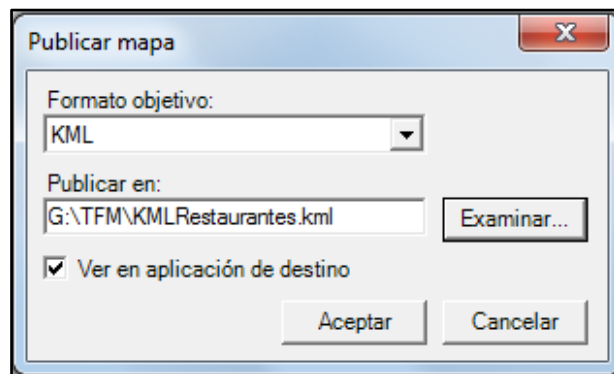 Publicar mapa
Formato objetivo:
KML
Publicar en:
G:\TFM\KMLRestaurantes.kml
Examinar...
Ver en aplicación de destino
Aceptar
Cancelar